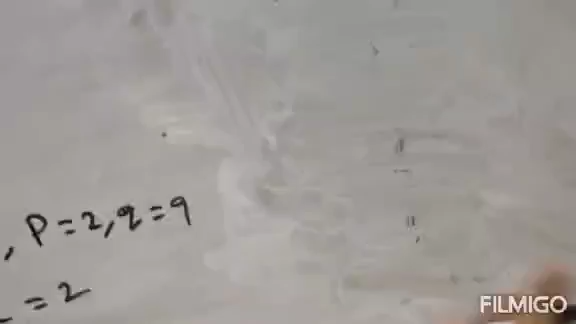 , P = 2, q = 9
= 2
FILMIGO